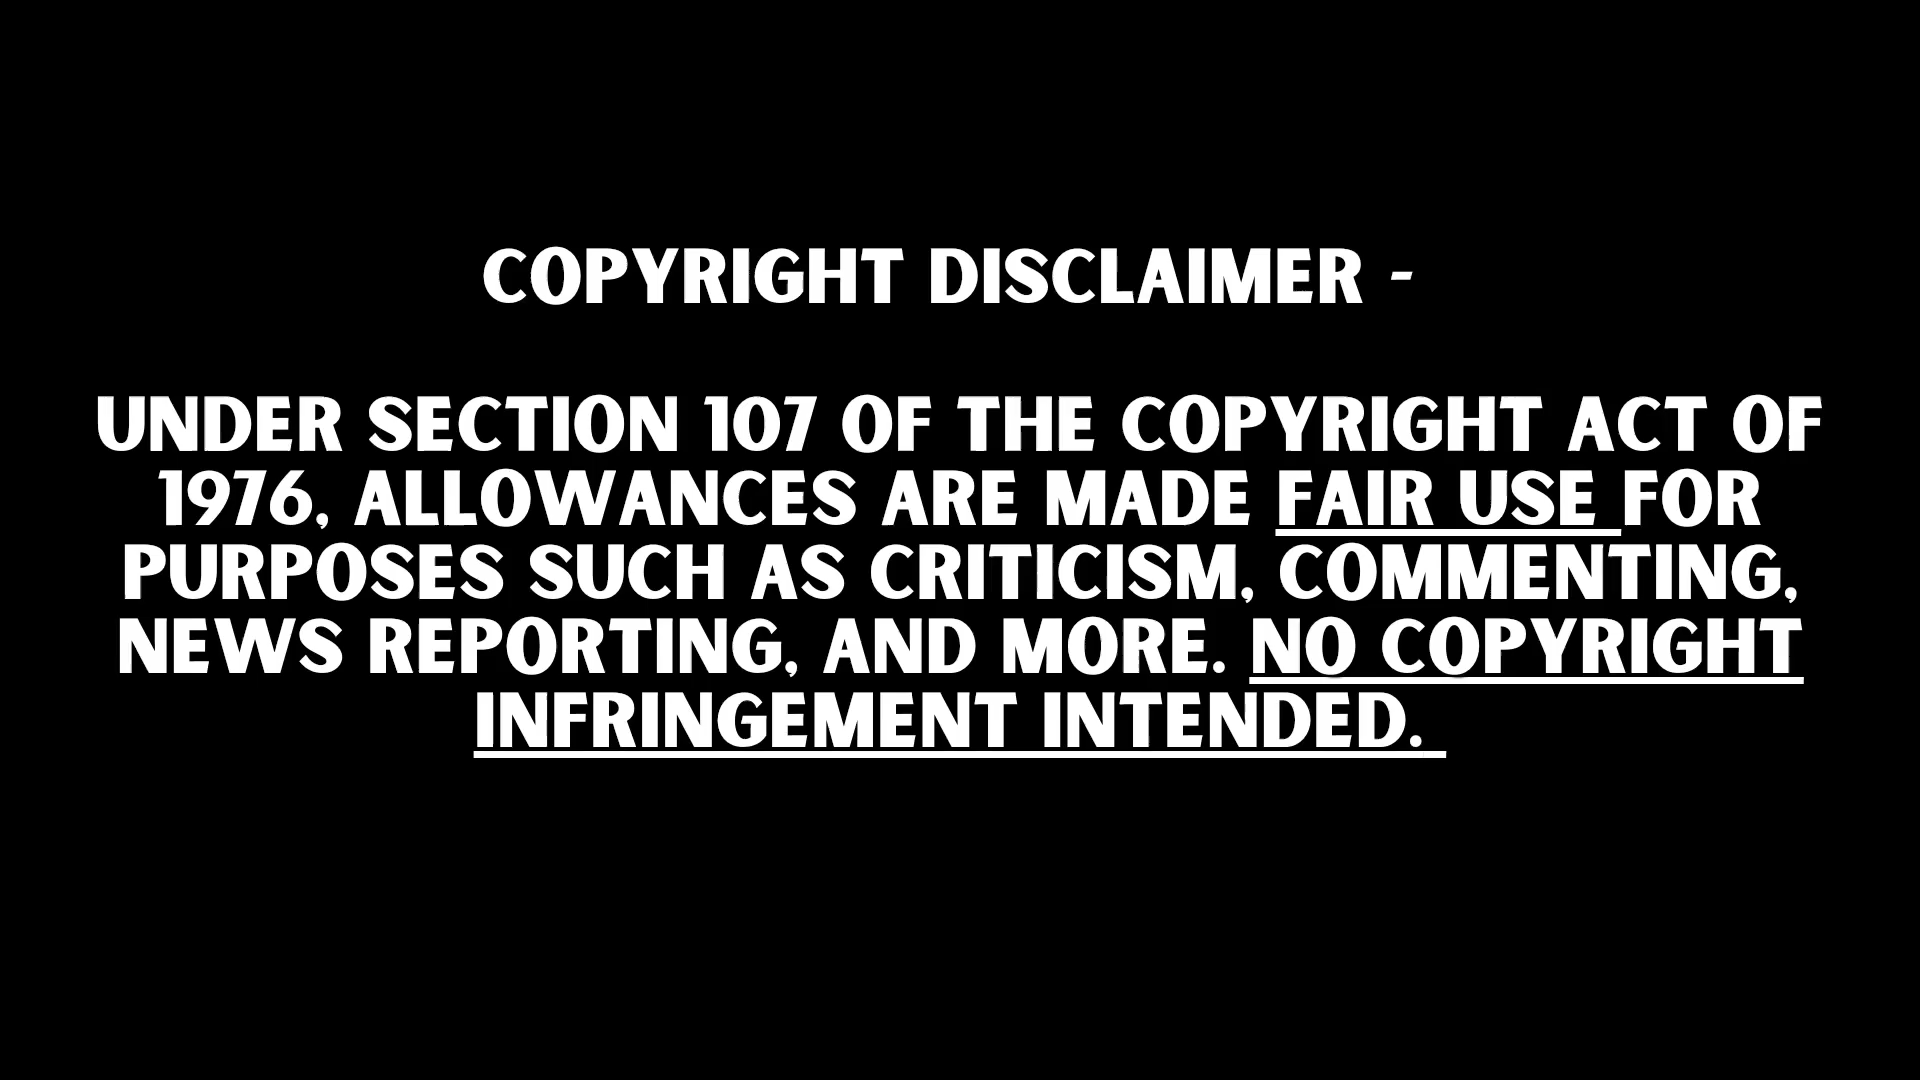 COPYRIGHT DISCLAIMER -
UNDER SECTION 107 OF THE COPYRIGHT ACT OF
1976, ALLOWANCES ARE MADE FAIR USE FOR
PURPOSES SUCH AS CRITICISM, COMMENTING,
NEWS REPORTING, AND MORE. NO COPYRIGHT
INFRINGEMENT INTENDED.